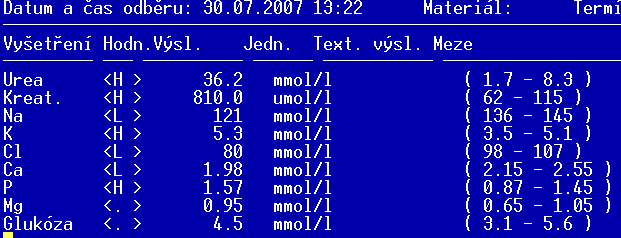 Datum a čas odběru: 30.07.2007 13:22 Materiál: Termí
Vyšetření Hodn.Výsl. Jedn. Text. výsl. Meze
Urea <H > 36.2 mmol/l ( 1.7 - 8.3 )
Kreat. <H > 810.0 umol/l ( 62 - 115 )
Na <L > 121 mmol/l ( 136 - 145 )
K <H > 5.3 mmol/l ( 3.5 - 5.1 )
Cl <L > 80 mmol/l ( 98 - 107 )
Ca <L > 1.98 mmol/l ( 2.15 - 2.55 )
P <H > 1.57 mmol/l ( 0.87 - 1.45 )
Mg <. > 0.95 mmol/l ( 0.65 - 1.05 )
Glukóza <. > 4.5 mmol/l ( 3.1 - 5.6 )